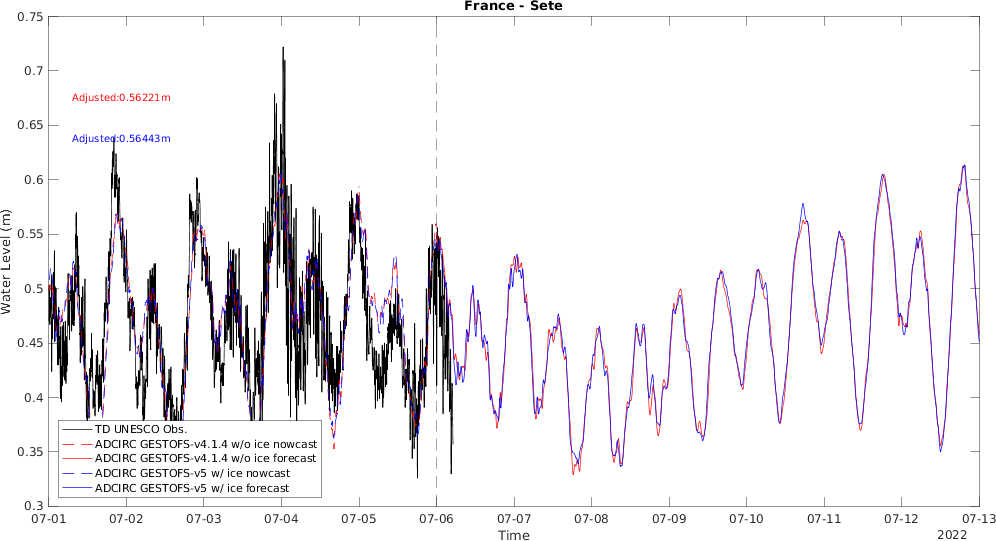 France - Sete
0.75
0.7
0.65
0.6
0.55
0.5
0.45
0.4
0.35
0.3
Water Level (m)
Adjusted:0.56221m
Adjusted:0.56443m
TD UNESCO Obs.
ADCIRC GESTOFS-v4.1.4 w/o ice nowcast
ADCIRC GESTOFS-v4.1.4 w/o ice forecast
ADCIRC GESTOFS-v5 w/ ice nowcast
ADCIRC GESTOFS-v5 w/ ice forecast
07-01 07-02 07-03 07-04 07-05 07-06 07-07 07-08 07-09 07-10 07-11 07-12 07-13
Time
2022